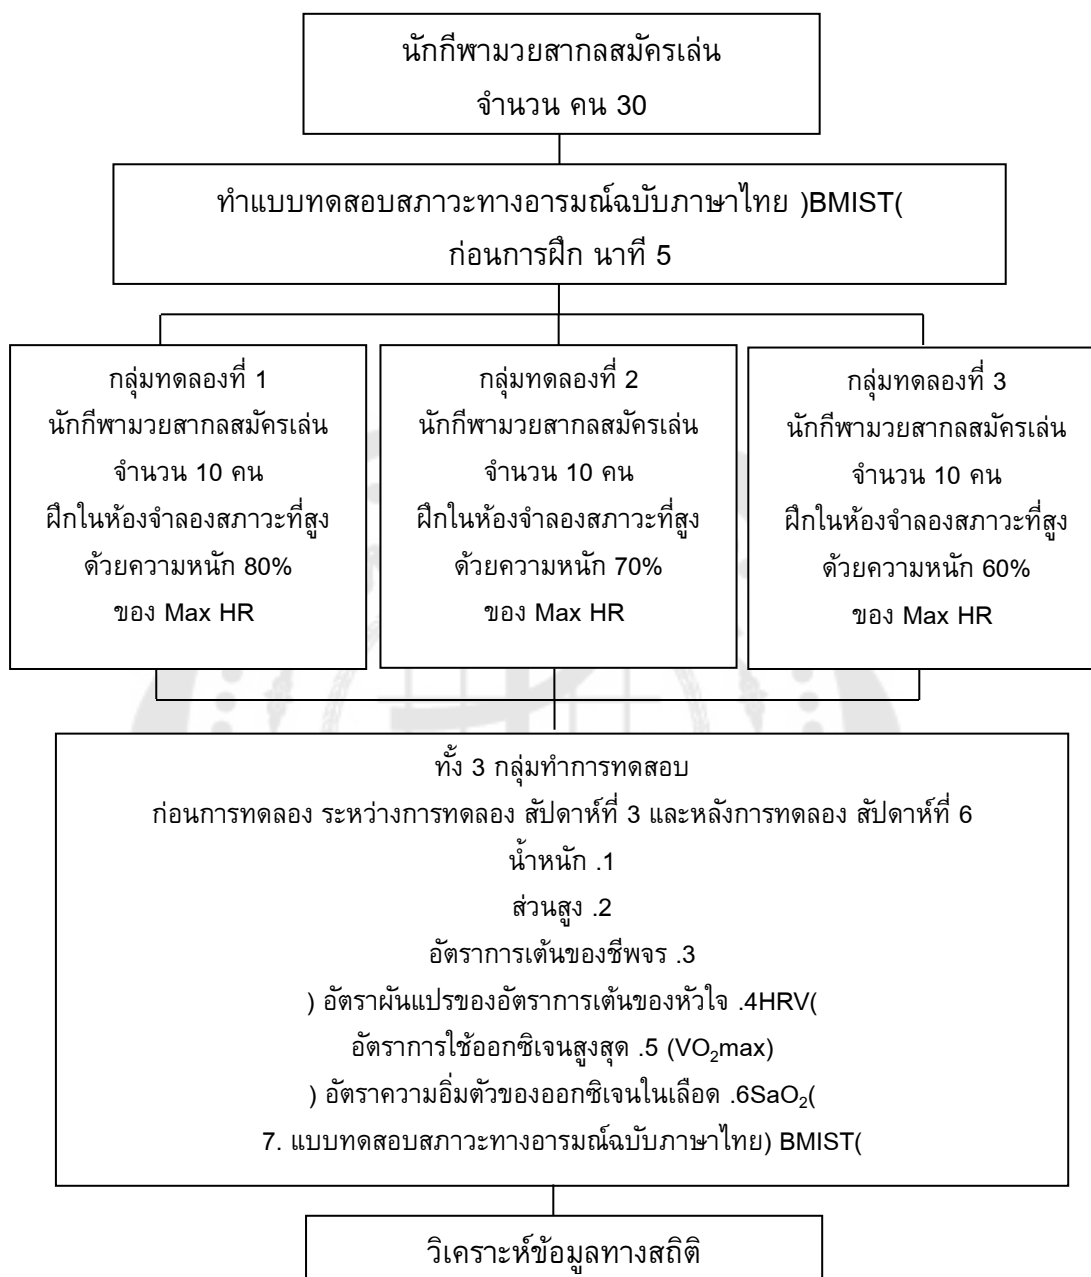 นักกีฬามวยสากลสมัครเล่น
จำนวน คน 30
ทำแบบทดสอบสภาวะทางอารมณ์ฉบับภาษาไทย )BMIST(
ก่อนการฝึก นาที 5
กลุ่มทดลองที่ 1
นักกีฬามวยสากลสมัครเล่น
จำนวน 10 คน
ฝึกในห้องจำลองสภาวะที่สูง
ด้วยความหนัก 80%
ของ Max HR
กลุ่มทดลองที่ 2
นักกีฬามวยสากลสมัครเล่น
จำนวน 10 คน
ฝึกในห้องจำลองสภาวะที่สูง
ด้วยความหนัก 70%
ของ Max HR
กลุ่มทดลองที่ 3
นักกีฬามวยสากลสมัครเล่น
จำนวน 10 คน
ฝึกในห้องจำลองสภาวะที่สูง
ด้วยความหนัก 60%
ของ Max HR
ทั้ง 3 กลุ่มทำการทดสอบ
ก่อนการทดลอง ระหว่างการทดลอง สัปดาห์ที่ 3 และหลังการทดลอง สัปดาห์ที่ 6
น้ำหนัก .1
ส่วนสูง .2
อัตราการเต้นของชีพจร .3
) อัตราผันแปรของอัตราการเต้นของหัวใจ .4HRV(
อัตราการใช้ออกซิเจนสูงสุด .5 (VO₂max)
) อัตราความอิ่มตัวของออกซิเจนในเลือด .6SaO₂(
7. แบบทดสอบสภาวะทางอารมณ์ฉบับภาษาไทย) BMIST(
วิเคราะห์ข้อมูลทางสถิติ